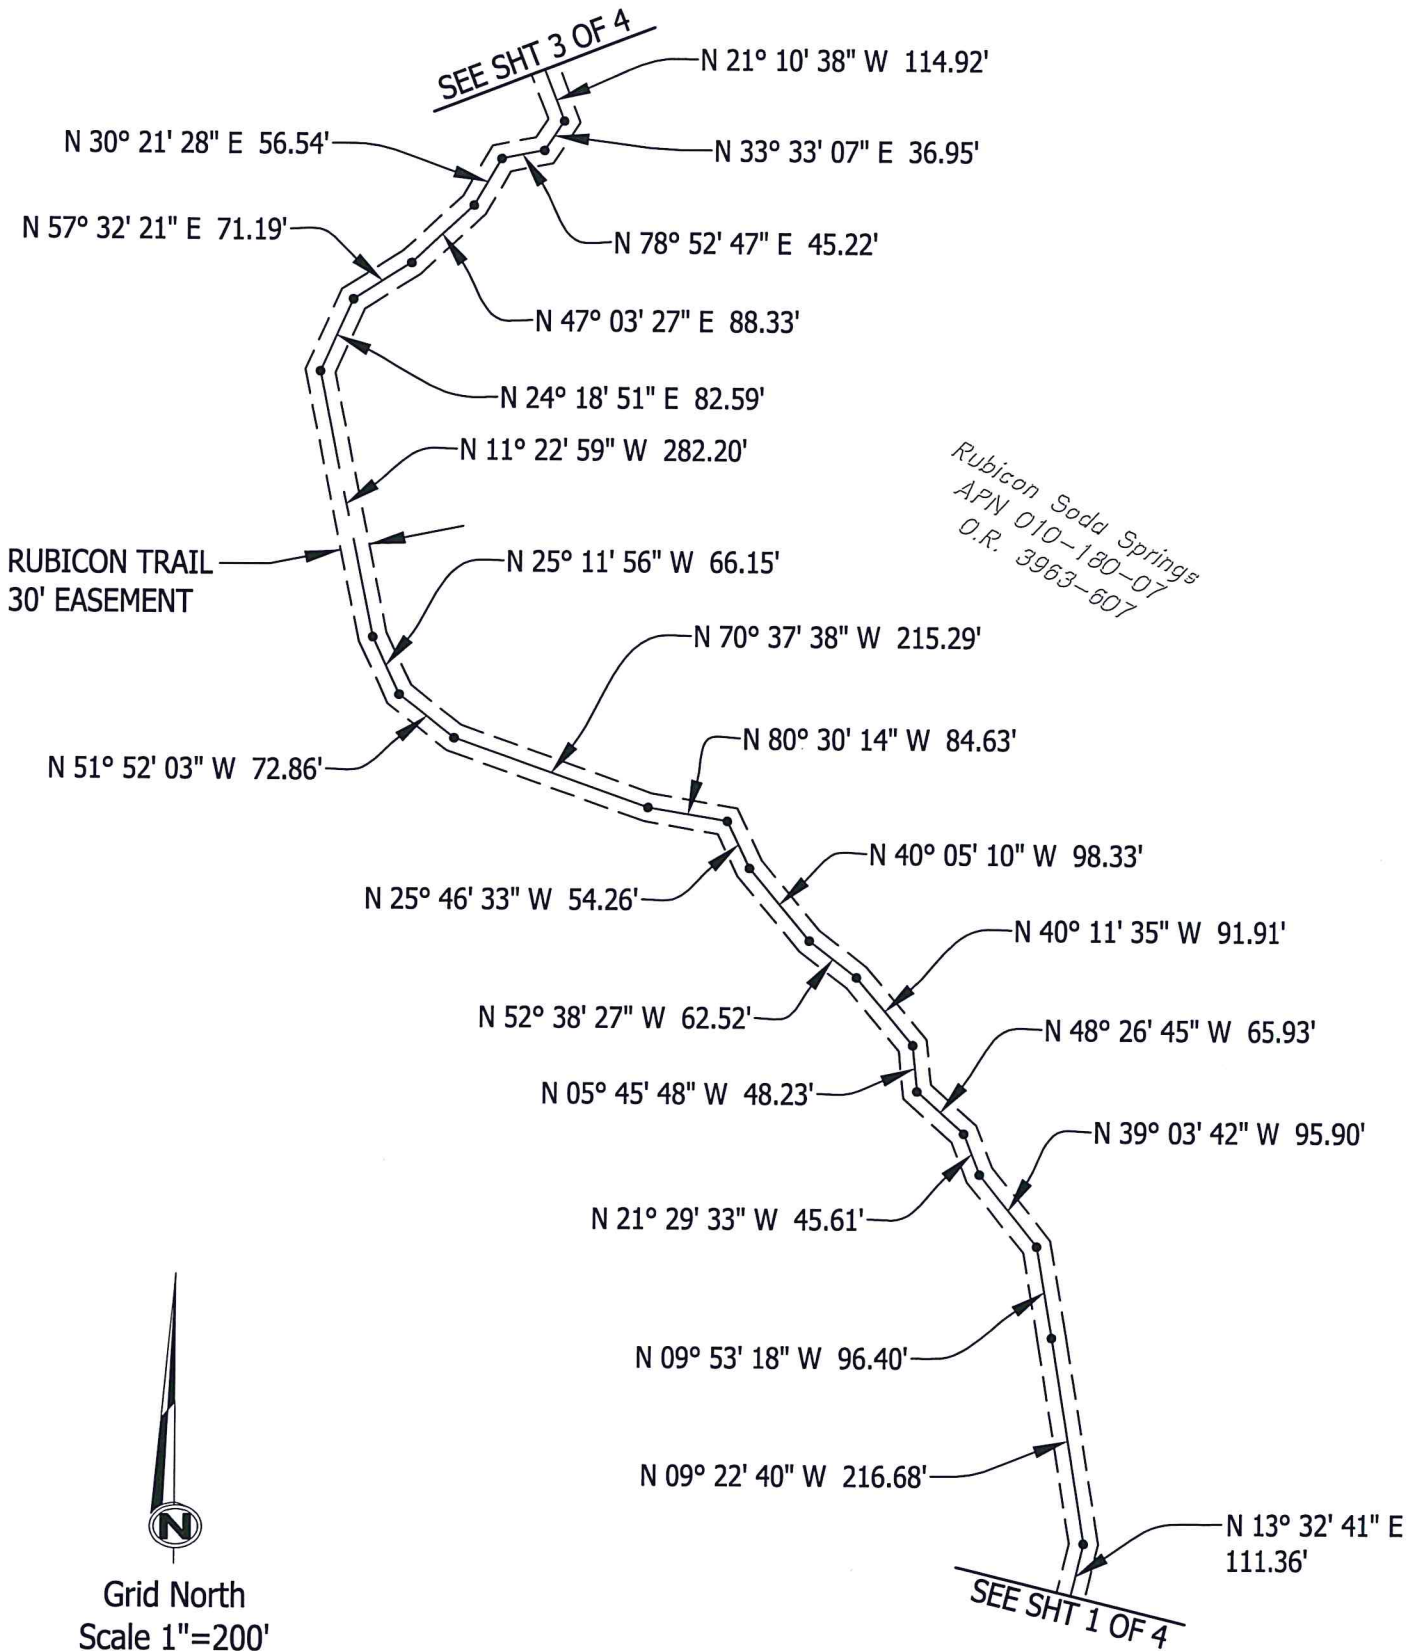 SEE SHT 3 OF 4
N 21° 10' 38" W 114.92'
N 30° 21' 28" E 56.54'
N 33° 33' 07" E 36.95'
N 57° 32' 21" E 71.19'
N 78° 52' 47" E 45.22'
N 47° 03' 27" E 88.33'
N 24° 18' 51" E 82.59'
N 11° 22' 59" W 282.20'
Rubicon Soda Springs
APN 010-180-07
O.R. 3963-607
RUBICON TRAIL
30' EASEMENT
N 25° 11' 56" W 66.15'
N 70° 37' 38" W 215.29'
N 80° 30' 14" W 84.63'
N 51° 52' 03" W 72.86'
N 40° 05' 10" W 98.33'
N 25° 46' 33" W 54.26'
N 40° 11' 35" W 91.91'
N 52° 38' 27" W 62.52'
N 48° 26' 45" W 65.93'
N 05° 45' 48" W 48.23'
N 39° 03' 42" W 95.90'
N 21° 29' 33" W 45.61'
N 09° 53' 18" W 96.40'
N 09° 22' 40" W 216.68'
N 13° 32' 41" E
111.36'
SEE SHT 1 OF 4
N
Grid North
Scale 1"=200'